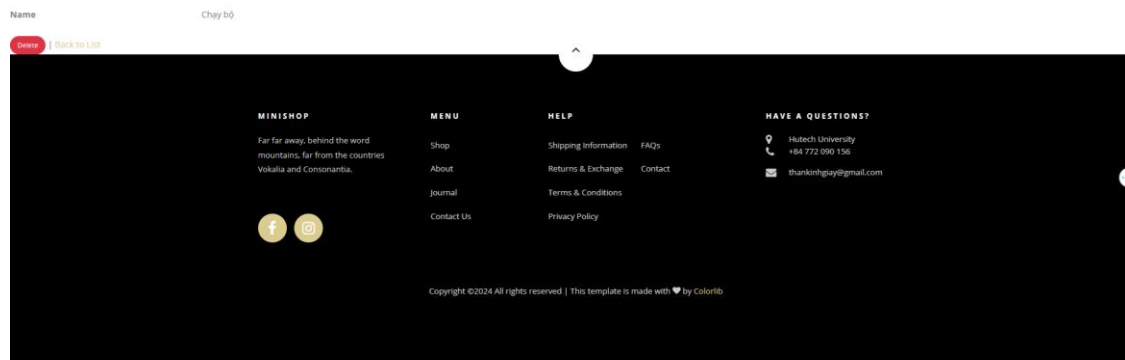 Name Chạy bộ
Delete | Back to List
MINISHOP
Far far away, behind the word
mountains, far from the countries
Vokalia and Consonantia.
MENU
Shop
About
Journal
Contact Us
HELP
Shipping Information
Returns & Exchange
Terms & Conditions
Privacy Policy
FAQs
Contact
HAVE A QUESTIONS?
Hutech University
+84 772 090 156
thankinhgiay@gmail.com
Copyright ©2024 All rights reserved | This template is made with ♥ by Colorlib